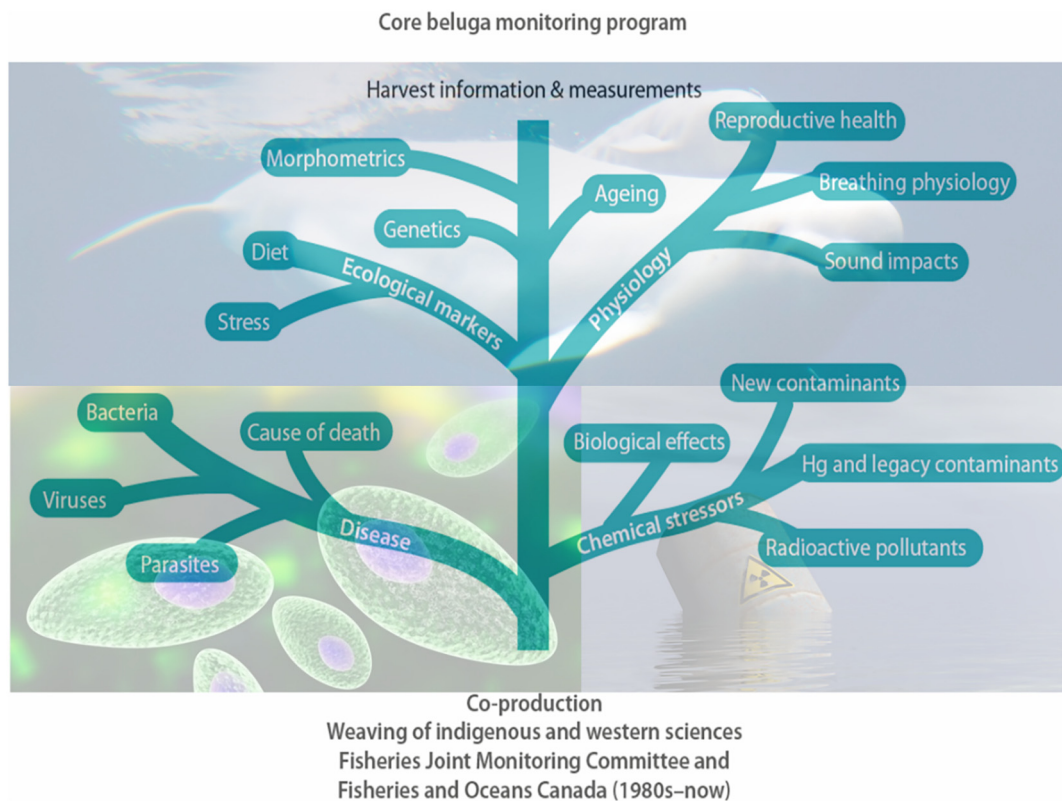 Core beluga monitoring program
Harvest information & measurements
Reproductive health
Morphometrics
Breathing physiology
Ageing
Genetics
Diet
Ecological markers
Physiology
Sound impacts
Stress
New contaminants
Bacteria
Cause of death
Biological effects
Hg and legacy contaminants
Viruses
Disease
Chemical stressors
Radioactive pollutants
Parasites
Co-production
Weaving of indigenous and western sciences
Fisheries Joint Monitoring Committee and
Fisheries and Oceans Canada (1980s–now)